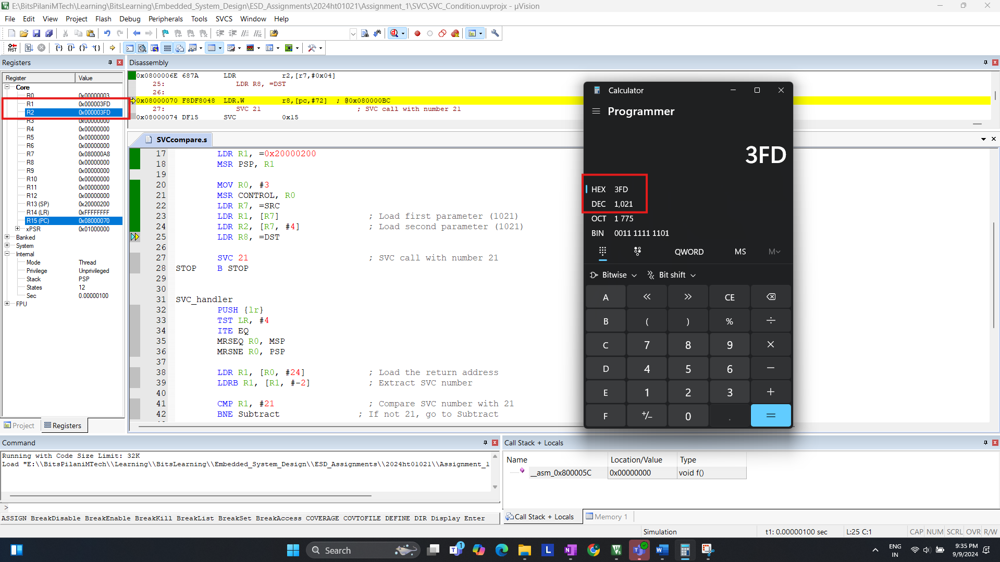 E:\BitsPilaniMTech\Learning\BitsLearning\Embedded_System_Design\ESD_Assignments\2024ht01021\Assignment_1\SVC\SVC_Condition.uvprojx - µVision
File Edit View Project Flash Debug Peripherals Tools SVCS Window Help
Registers
Register Value
Core
R0 0x00000003
R1 0x000003FD
R2 0x000003FD
R3 0x00000000
R4 0x00000000
R5 0x00000000
R6 0x00000000
R7 0x080000A8
R8 0x00000000
R9 0x00000000
R10 0x00000000
R11 0x00000000
R12 0x00000000
R13 (SP) 0x20000200
R14 (LR) 0xFFFFFFFF
R15 (PC) 0x08000070
xPSR 0x01000000
Banked
System
Internal
Mode Thread
Privilege Unprivileged
Stack PSP
States 12
Sec 0.00000100
FPU
Project Registers
Disassembly
0x0800006E 687A LDR r2,[r7,#0x04]
25: LDR R8, =DST
26:
0x08000070 F8DF8048 LDR.W r8,[pc,#72] ; @0x080000BC
27: SVC 21 ; SVC call with number 21
0x08000074 DF15 SVC 0x15
SVCcompare.s
17 LDR R1, =0x20000200
18 MSR PSP, R1
19
20 MOV R0, #3
21 MSR CONTROL, R0
22 LDR R7, =SRC
23 LDR R1, [R7] ; Load first parameter (1021)
24 LDR R2, [R7, #4] ; Load second parameter (1021)
25 LDR R8, =DST
26
27 SVC 21 ; SVC call with number 21
28 STOP B STOP
29
30
31 SVC_handler
32 PUSH {lr}
33 TST LR, #4
34 ITE EQ
35 MRSEQ R0, MSP
36 MRSNE R0, PSP
37
38 LDR R1, [R0, #24] ; Load the return address
39 LDRB R1, [R1, #-2] ; Extract SVC number
40
41 CMP R1, #21 ; Compare SVC number with 21
42 BNE Subtract ; If not 21, go to Subtract
Calculator
Programmer
3FD
HEX 3FD
DEC 1,021
OCT 1 775
BIN 0011 1111 1101
QWORD MS M
Bitwise Bit shift
A << >> CE
B ( ) % ÷
C 7 8 9 ×
D 4 5 6 −
E 1 2 3 +
F +/− 0 . =
Command
Running with Code Size Limit: 32K
Load "E:\\BitsPilaniMTech\\Learning\\BitsLearning\\Embedded_System_Design\\ESD_Assignments\\2024ht01021\\Assignment_1
>
ASSIGN BreakDisable BreakEnable BreakKill BreakList BreakSet BreakAccess COVERAGE COVTOFILE DEFINE DIR Display Enter
Call Stack + Locals
Name Location/Value Type
__asm_0x800005C 0x00000000 void f()
Call Stack + Locals Memory 1
Simulation t1: 0.00000100 sec L:25 C:1 CAP NUM SCRL OVR R/W
Search
1
ENG
IN
9:35 PM
9/9/2024